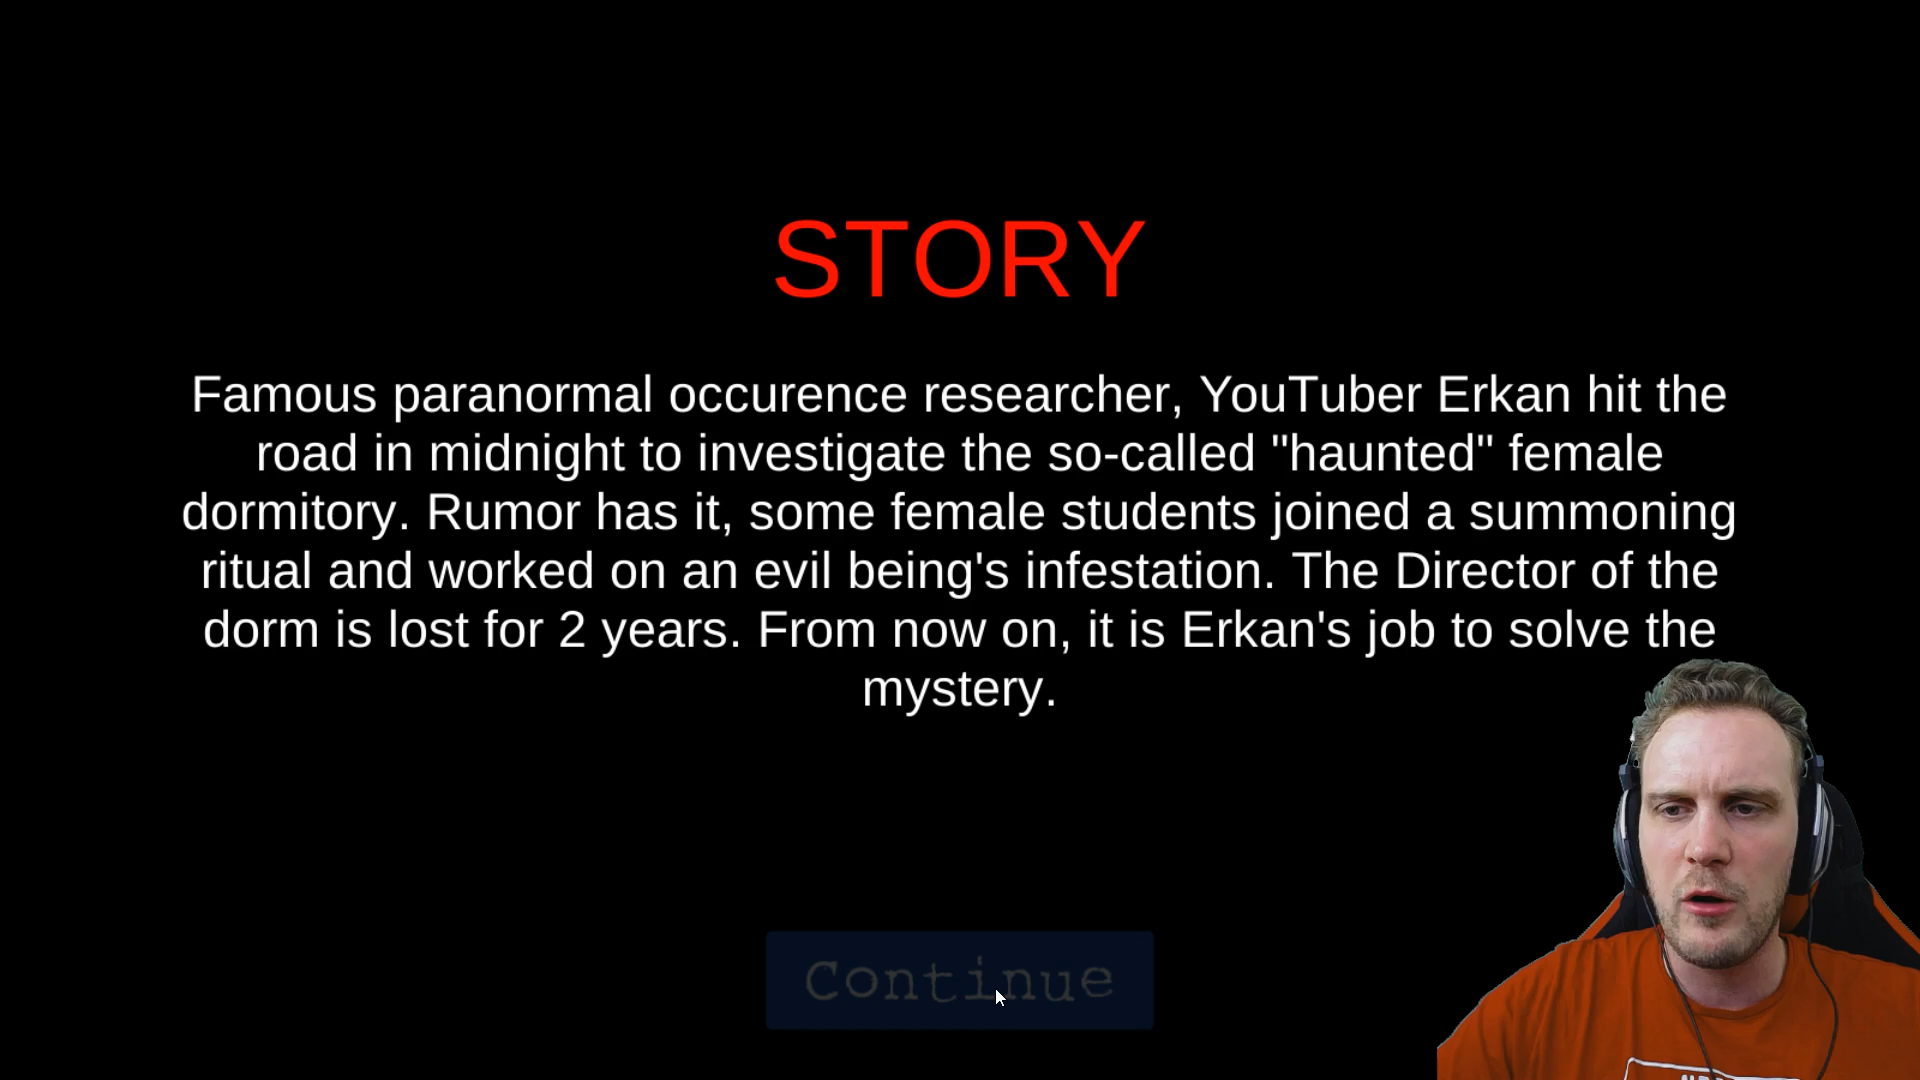 STORY
Famous paranormal occurence researcher, YouTuber Erkan hit the
road in midnight to investigate the so-called "haunted" female
dormitory. Rumor has it, some female students joined a summoning
ritual and worked on an evil being's infestation. The Director of the
dorm is lost for 2 years. From now on, it is Erkan's job to solve the
mystery.
Continue